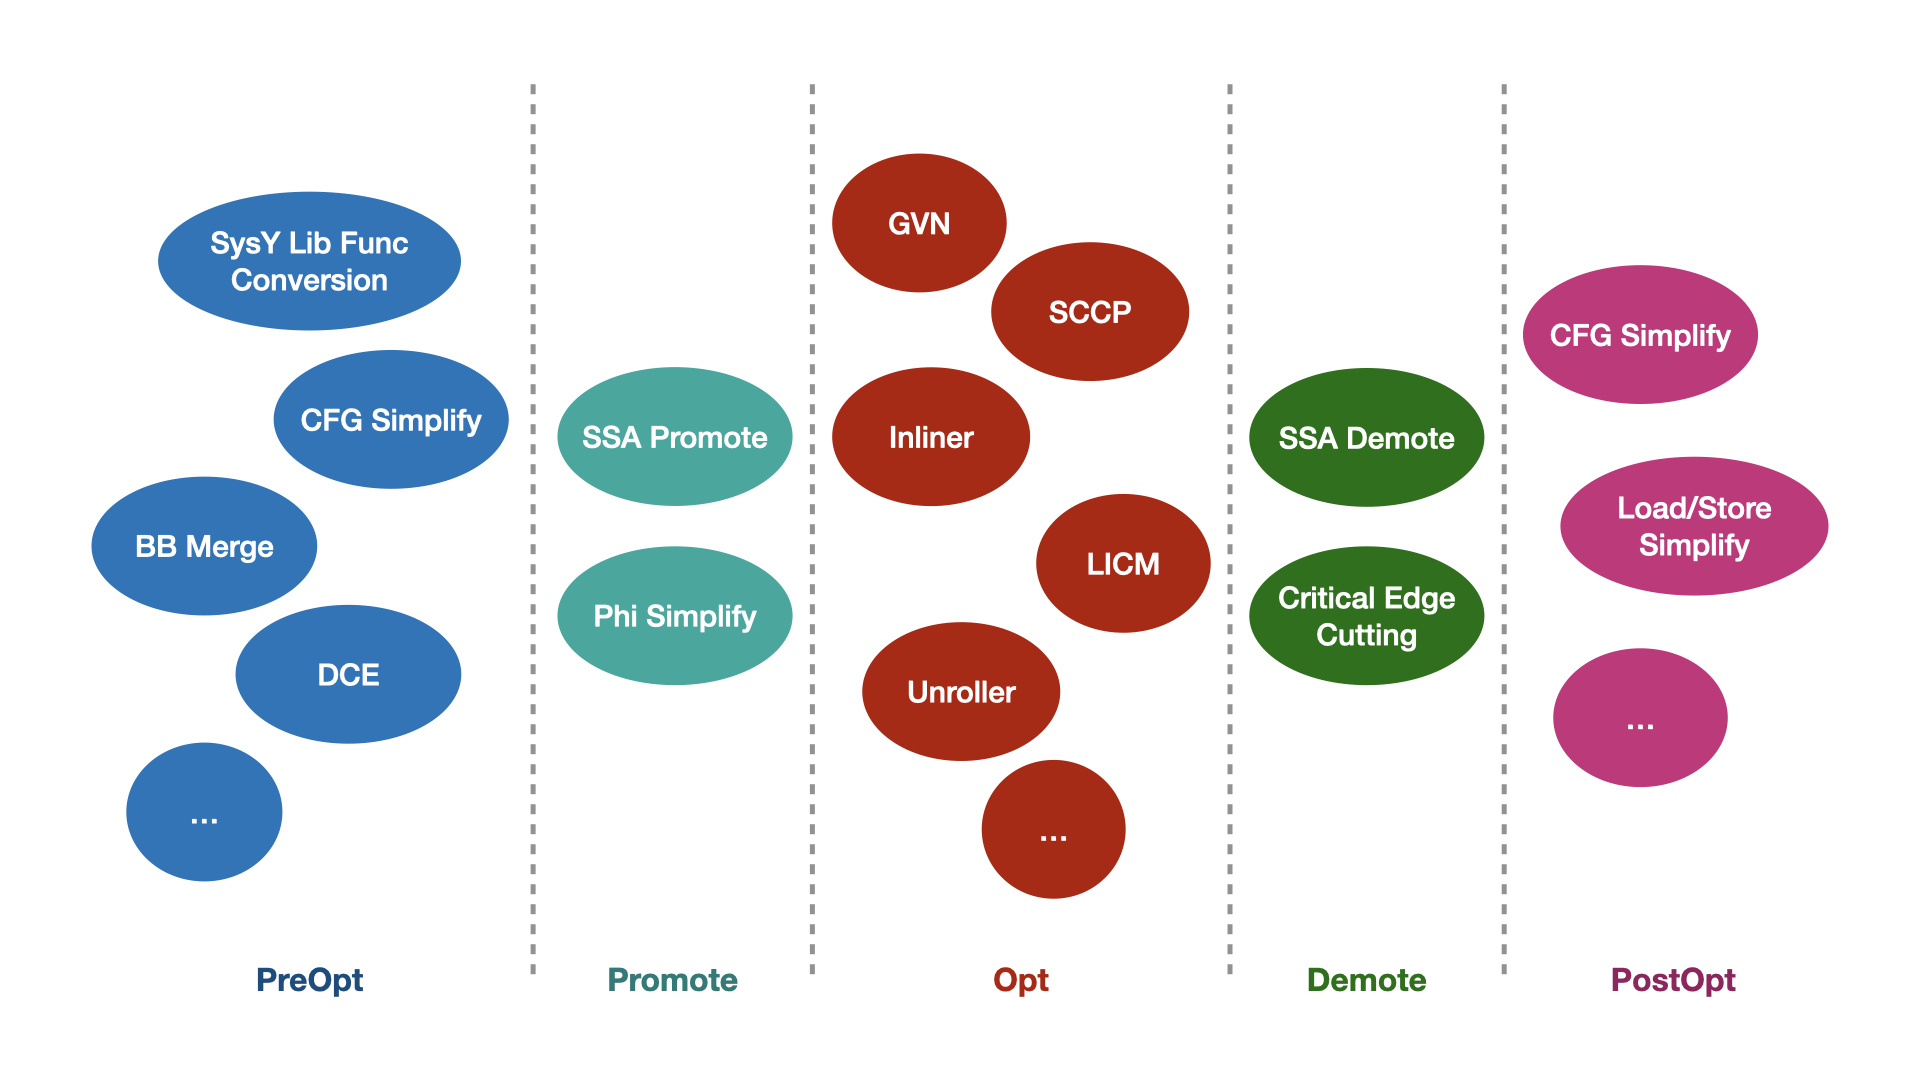 SysY Lib Func
Conversion
CFG Simplify
BB Merge
DCE
...
PreOpt
SSA Promote
Phi Simplify
Promote
GVN
SCCP
Inliner
LICM
Unroller
...
Opt
SSA Demote
Critical Edge
Cutting
Demote
CFG Simplify
Load/Store
Simplify
...
PostOpt